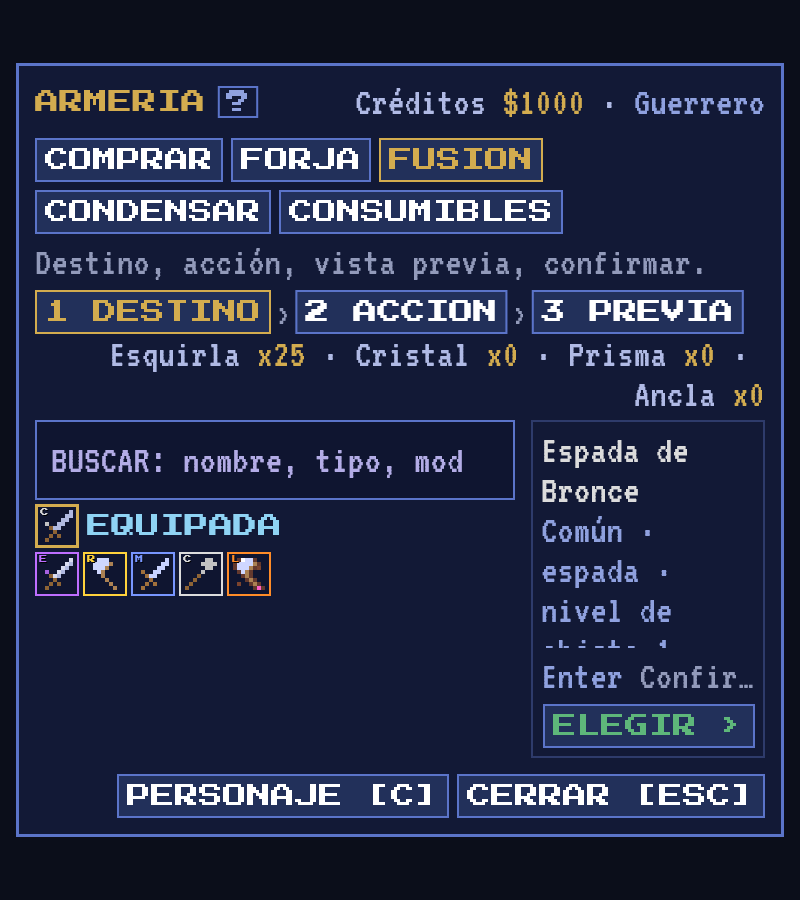 ARMERIA ? Créditos $1000 · Guerrero
COMPRAR FORJA FUSION
CONDENSAR CONSUMIBLES
Destino, acción, vista previa, confirmar.
1 DESTINO › 2 ACCION › 3 PREVIA
Esquirla x25 · Cristal x0 · Prisma x0 ·
Ancla x0
BUSCAR: nombre, tipo, mod
C EQUIPADA
E R M C L
Espada de
Bronce
Común ·
espada ·
nivel de
Enter Confir…
ELEGIR ›
PERSONAJE [C] CERRAR [ESC]